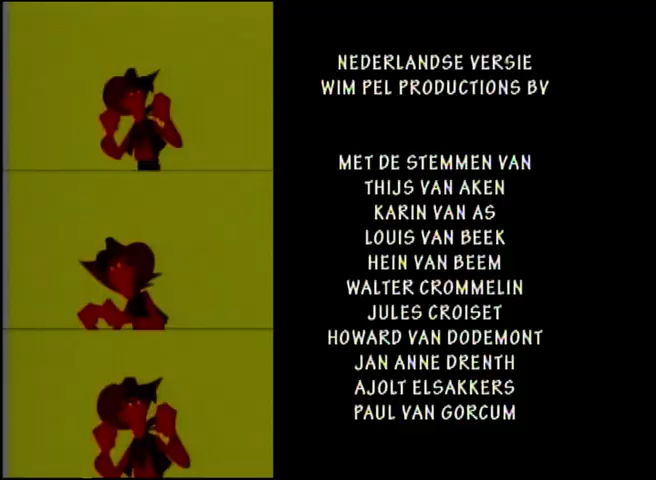 NEDERLANDSE VERSIE
WIM PEL PRODUCTIONS BV
MET DE STEMMEN VAN
THIJS VAN AKEN
KARIN VAN AS
LOUIS VAN BEEK
HEIN VAN BEEM
WALTER CROMMELIN
JULES CROISET
HOWARD VAN DODEMONT
JAN ANNE DRENTH
AJOLT ELSAKKERS
PAUL VAN GORCUM